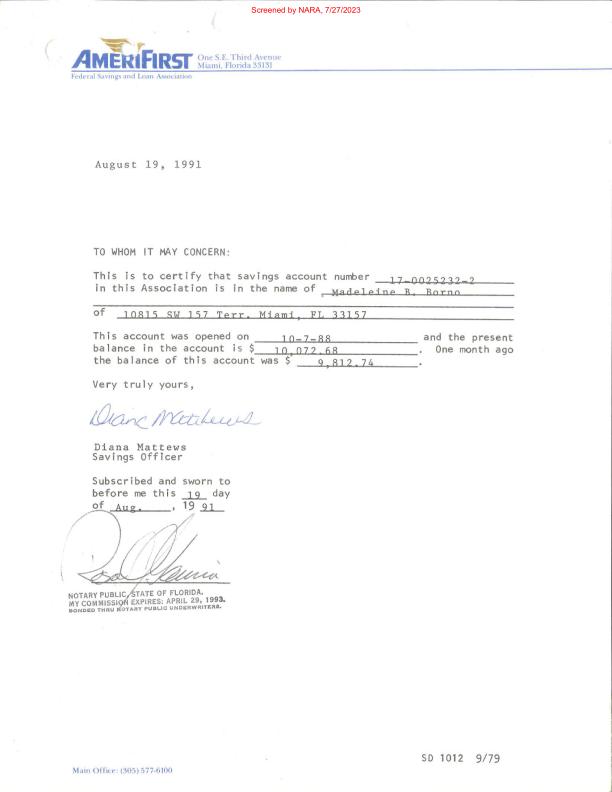 Screened by NARA, 7/27/2023
AMERIFIRST
One S.E. Third Avenue
Miami, Florida 33131
Federal Savings and Loan Association
August 19, 1991
TO WHOM IT MAY CONCERN:
This is to certify that savings account number 17-0025232-2
in this Association is in the name of Madeleine B. Borno
of 10815 SW 157 Terr. Miami, FL 33157
This account was opened on 10-7-88 and the present
balance in the account is $ 10,072.68. One month ago
the balance of this account was $ 9,812.74.
Very truly yours,
Diana Matthews
Diana Mattews
Savings Officer
Subscribed and sworn to
before me this 19 day
of Aug., 19 91
NOTARY PUBLIC, STATE OF FLORIDA.
MY COMMISSION EXPIRES: APRIL 29, 1993.
BONDED THRU NOTARY PUBLIC UNDERWRITERS.
SD 1012 9/79
Main Office: (305) 577-6100